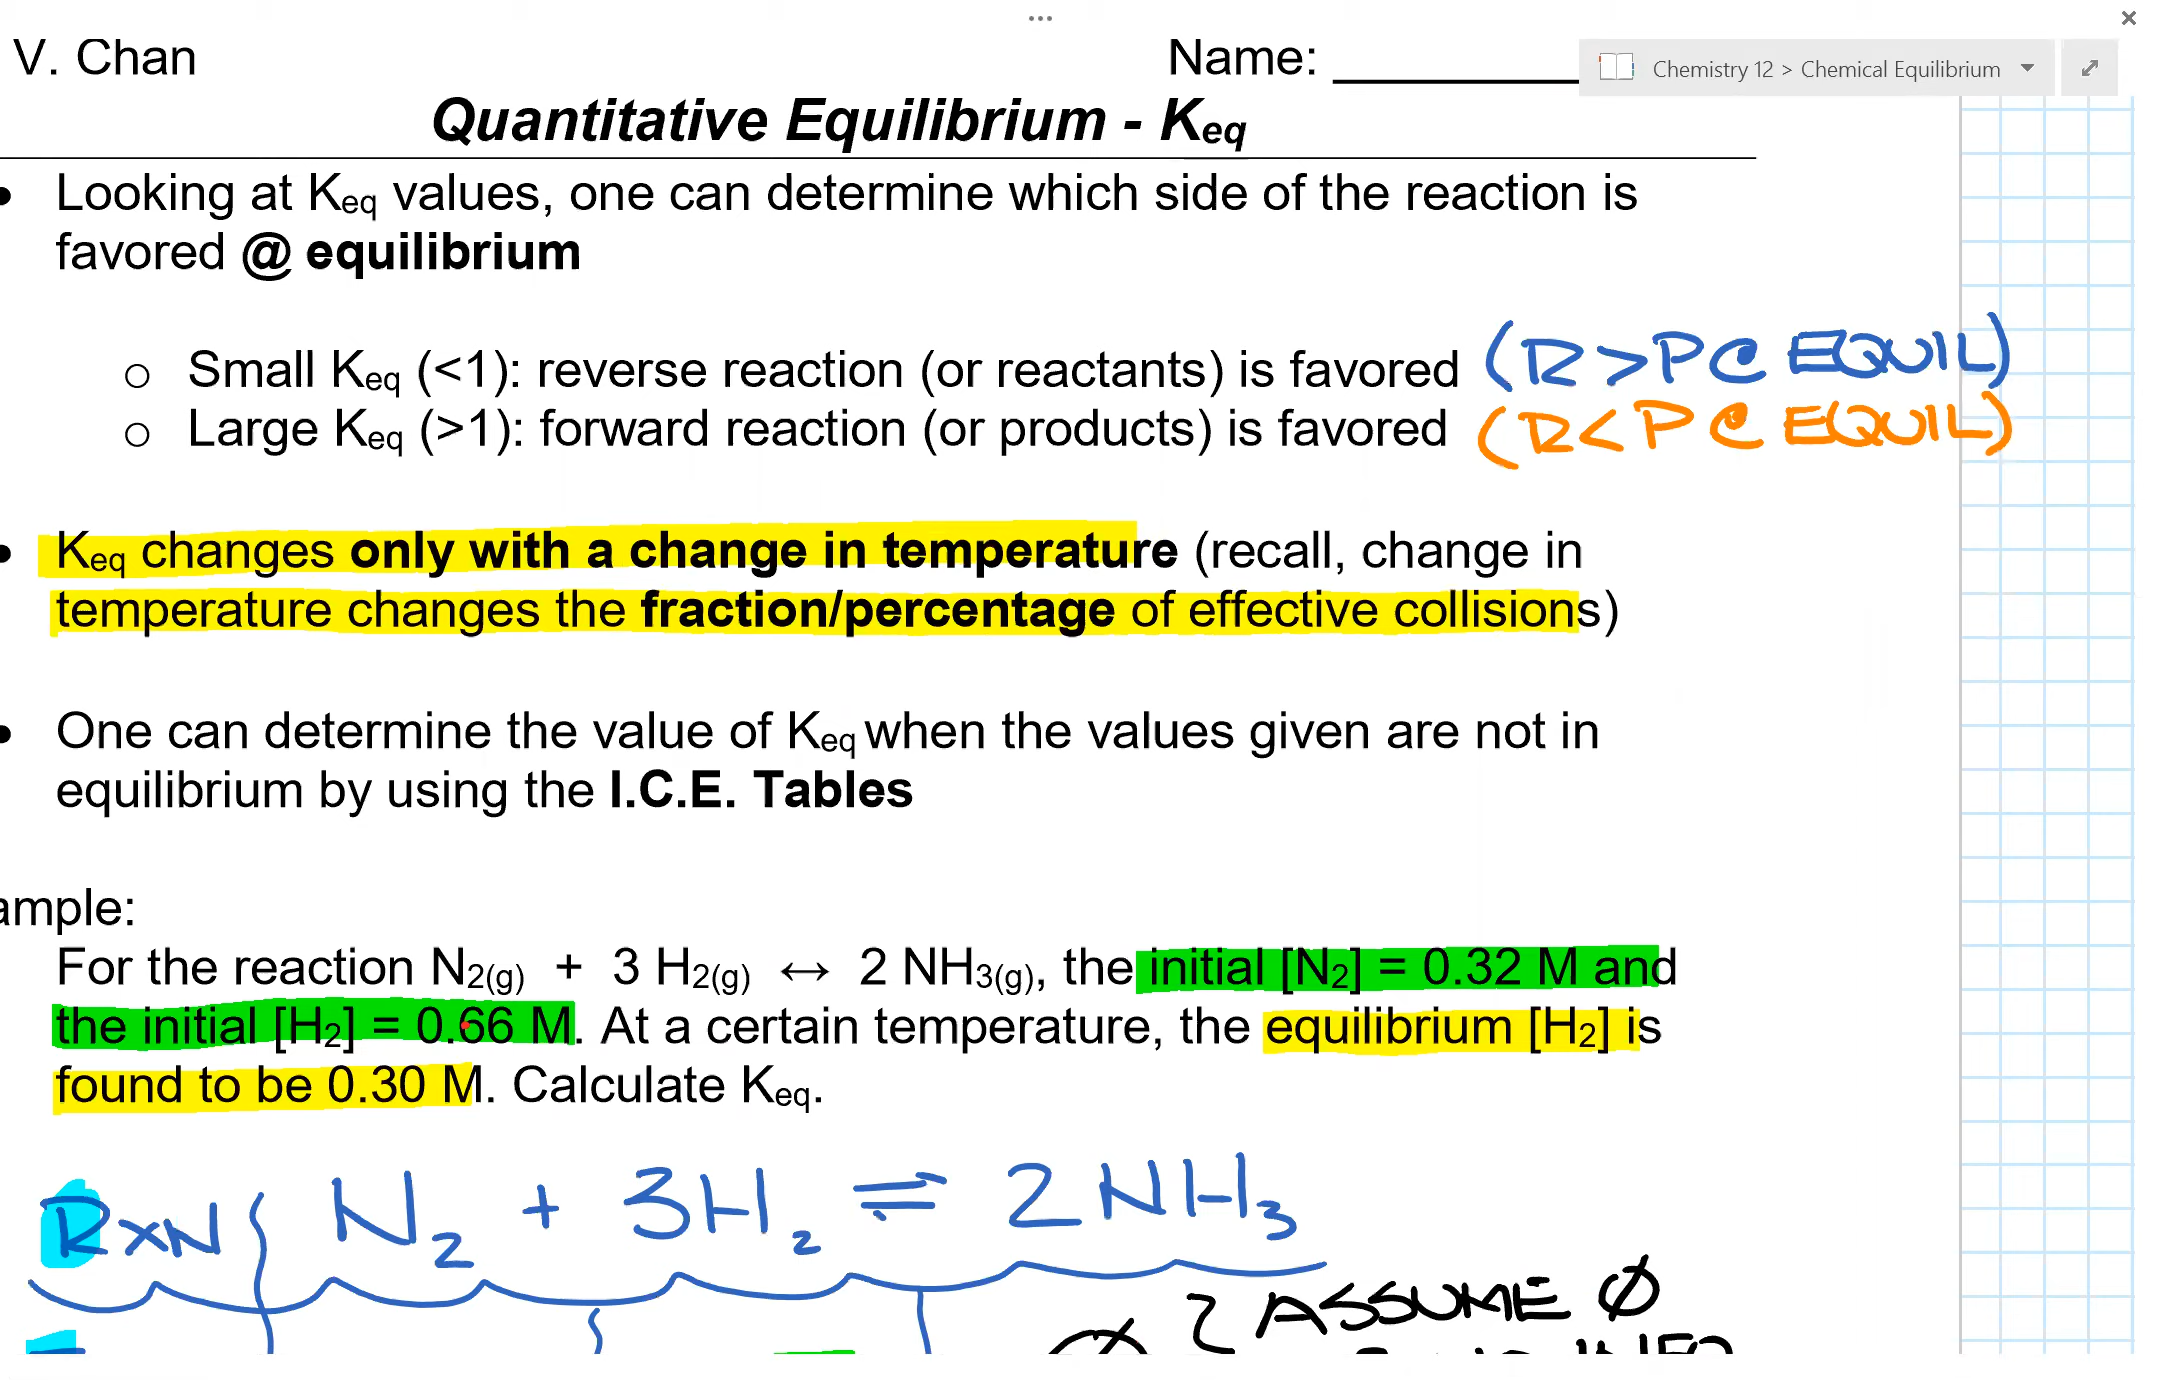 ...
V. Chan Name: ____________
Chemistry 12 > Chemical Equilibrium
Quantitative Equilibrium - Keq
• Looking at Keq values, one can determine which side of the reaction is
favored @ equilibrium
o Small Keq (<1): reverse reaction (or reactants) is favored (R>P@ EQUIL)
o Large Keq (>1): forward reaction (or products) is favored (R<P@ EQUIL)
• Keq changes only with a change in temperature (recall, change in
temperature changes the fraction/percentage of effective collisions)
• One can determine the value of Keq when the values given are not in
equilibrium by using the I.C.E. Tables
ample:
For the reaction N2(g) + 3 H2(g) ↔ 2 NH3(g), the initial [N2] = 0.32 M and
the initial [H2] = 0.66 M. At a certain temperature, the equilibrium [H2] is
found to be 0.30 M. Calculate Keq.
RXN N2 + 3H2 ⇌ 2NH3
ASSUME Ø